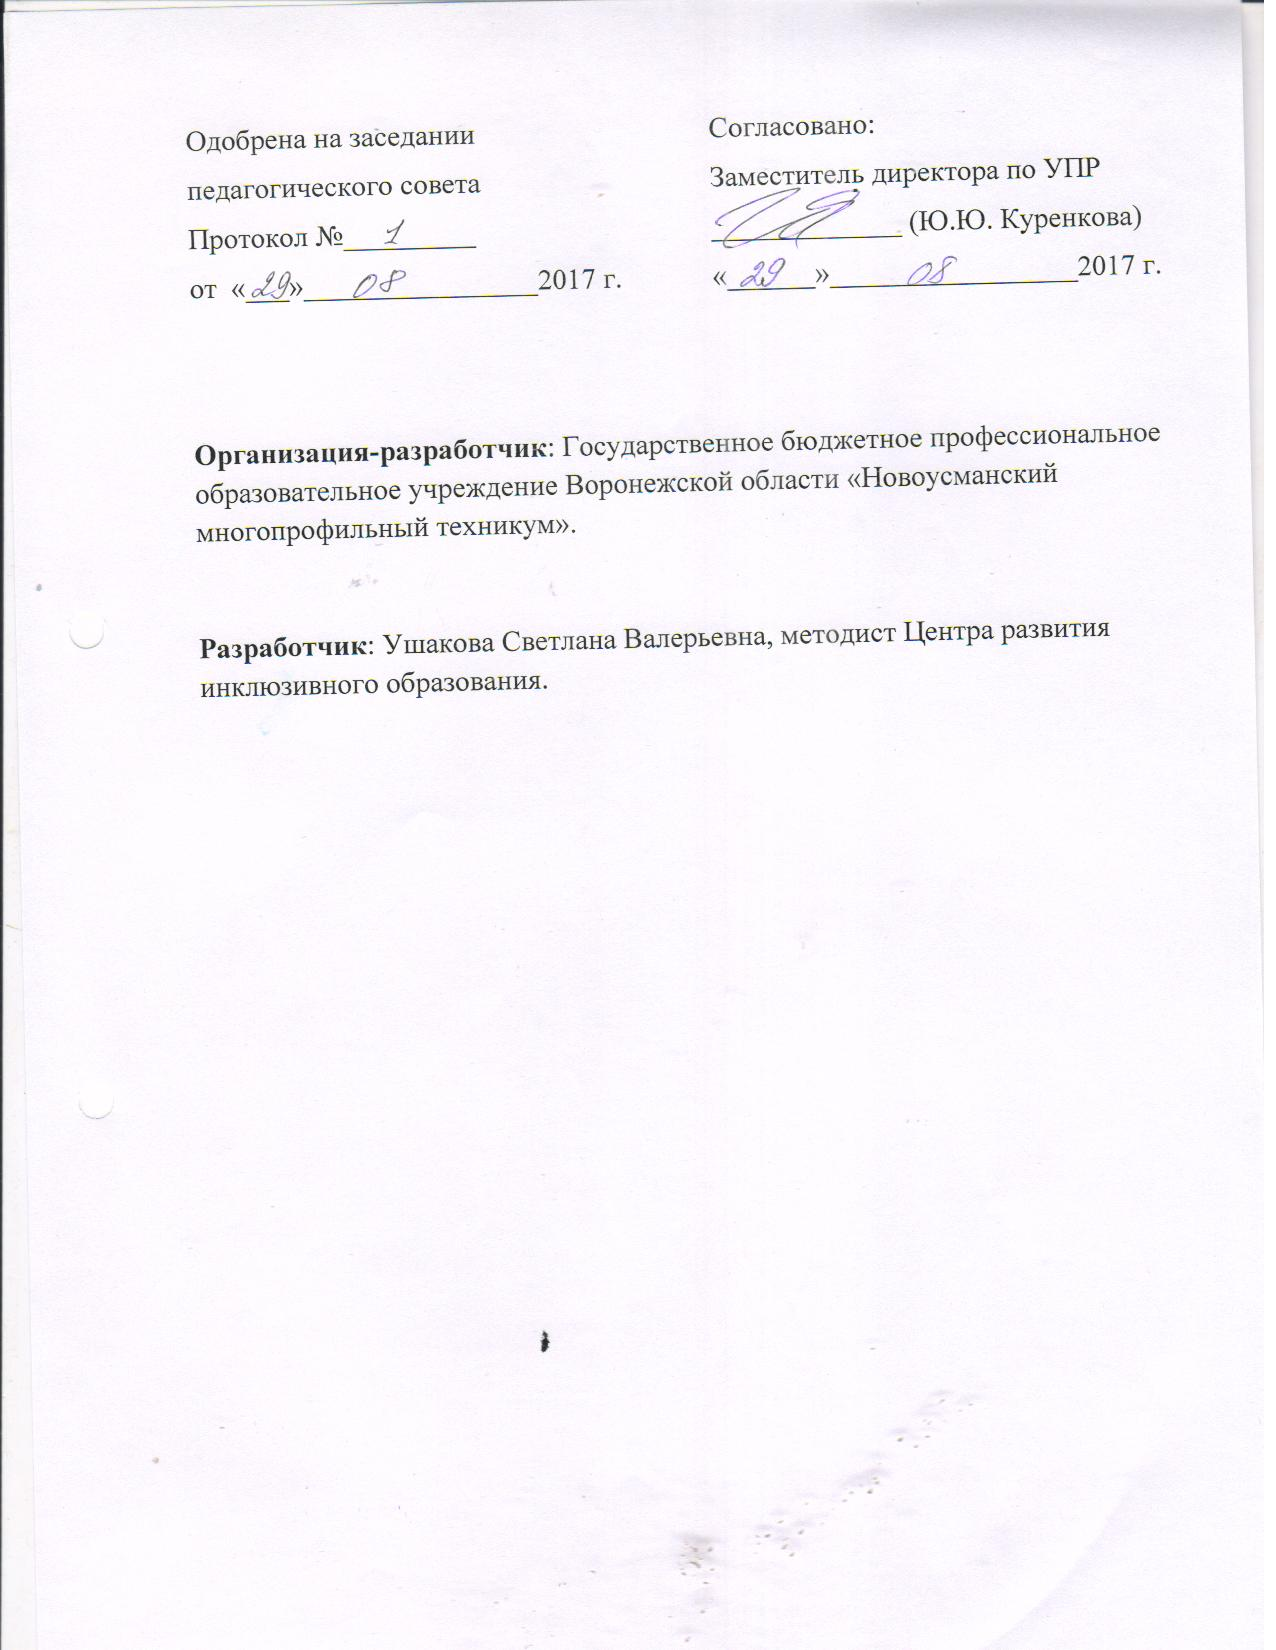 Одобрена на заседании
педагогического совета
Протокол № 1
от «29» 08 2017 г.
Согласовано:
Заместитель директора по УПР
(Ю.Ю. Куренкова)
«29» 08 2017 г.
Организация-разработчик: Государственное бюджетное профессиональное
образовательное учреждение Воронежской области «Новоусманский
многопрофильный техникум».
Разработчик: Ушакова Светлана Валерьевна, методист Центра развития
инклюзивного образования.